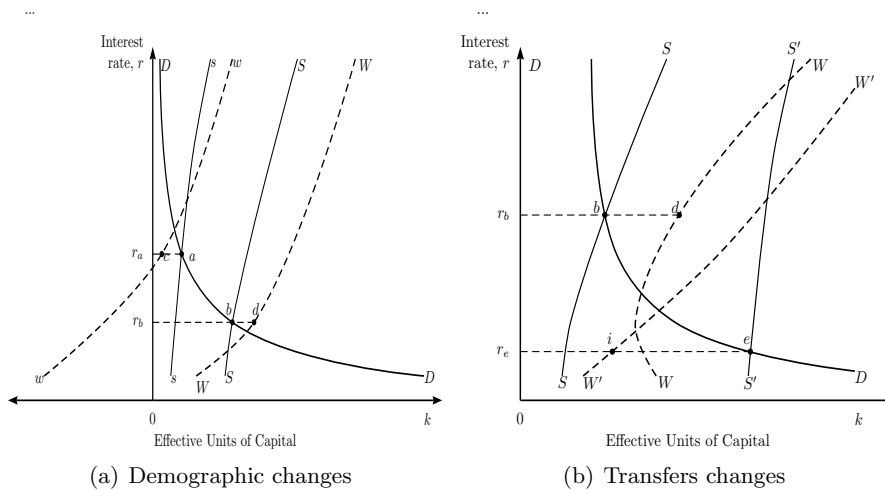 ...
Interest
rate, r
D
s
w
S
W
r_a
c
a
r_b
b
d
w
s
W
S
D
0
k
Effective Units of Capital
(a) Demographic changes
...
Interest
rate, r
D
S
S'
W
W'
r_b
b
d
r_e
i
e
S
W'
W
S'
D
0
k
Effective Units of Capital
(b) Transfers changes